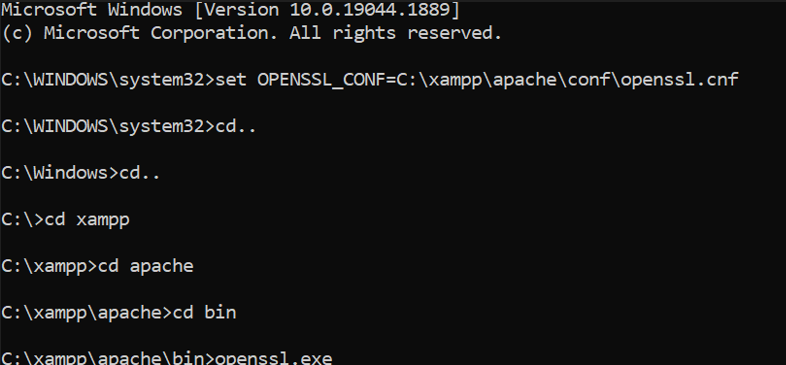 Microsoft Windows [Version 10.0.19044.1889]
(c) Microsoft Corporation. All rights reserved.
C:\WINDOWS\system32>set OPENSSL_CONF=C:\xampp\apache\conf\openssl.cnf
C:\WINDOWS\system32>cd..
C:\Windows>cd..
C:\>cd xampp
C:\xampp>cd apache
C:\xampp\apache>cd bin
C:\xampp\apache\bin>openssl.exe